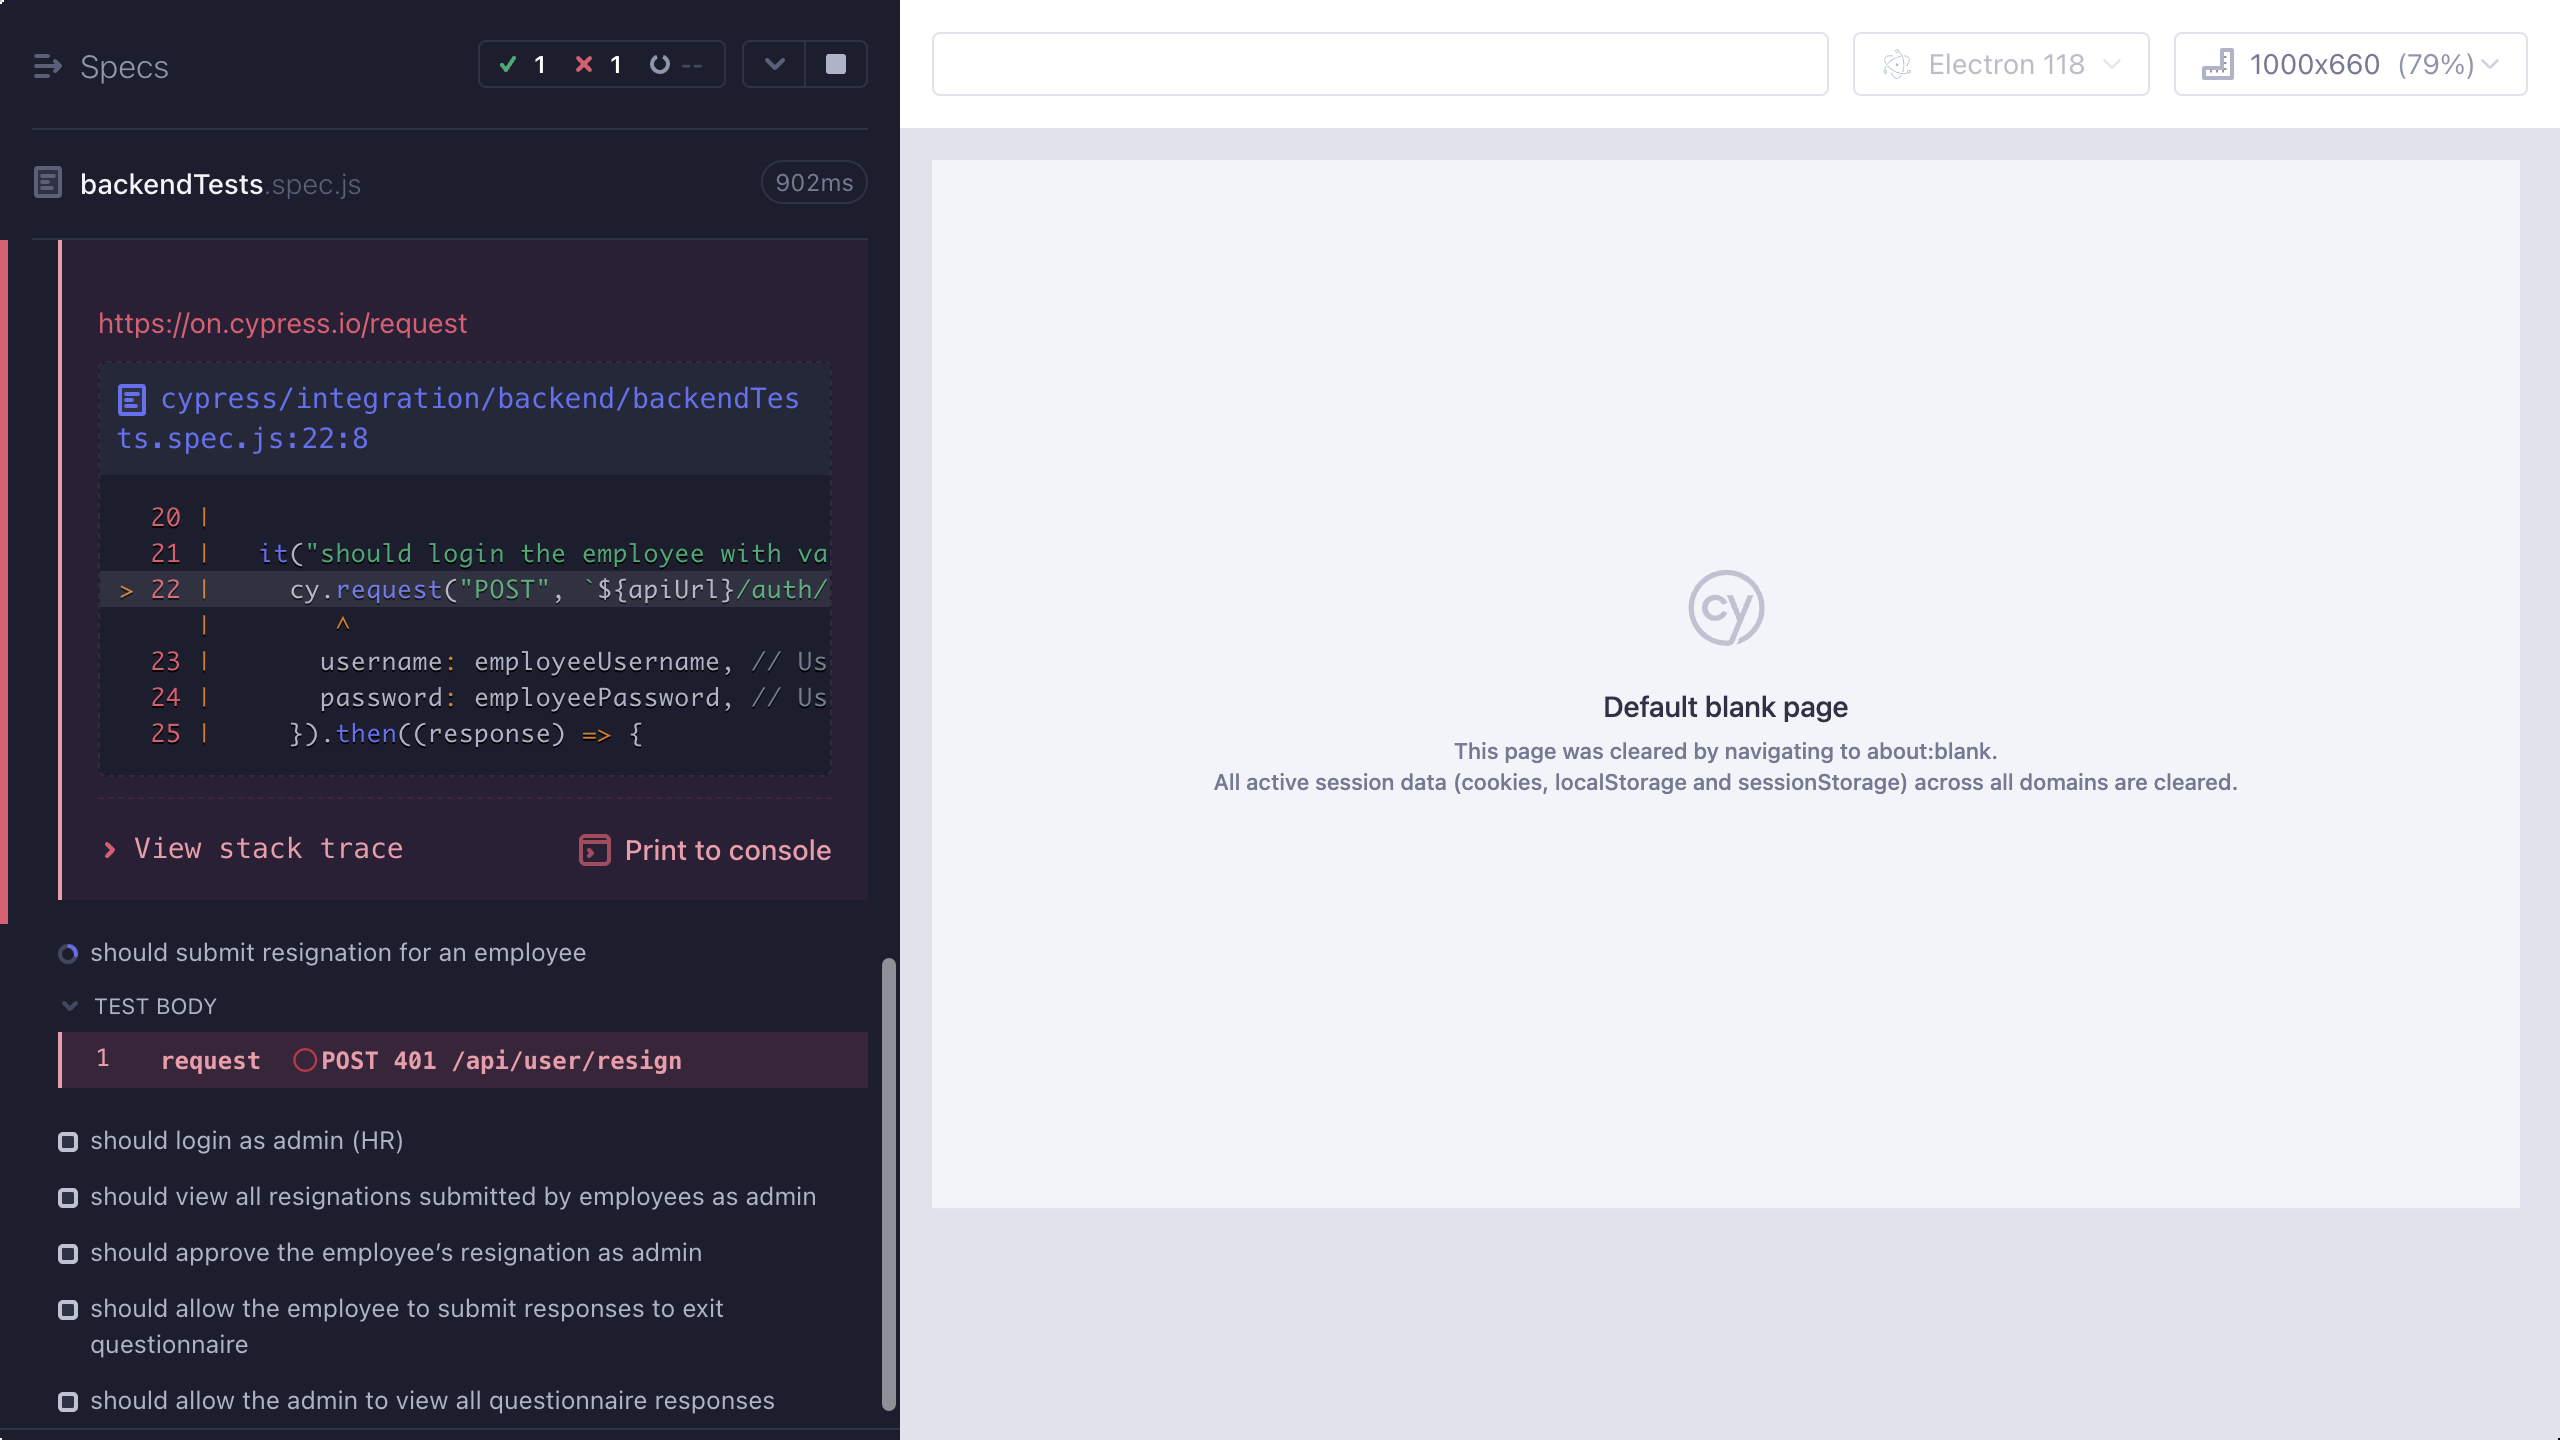 Specs
1 1 --
backendTests.spec.js
902ms
https://on.cypress.io/request
cypress/integration/backend/backendTes
ts.spec.js:22:8
20 |
21 | it("should login the employee with va
> 22 | cy.request("POST", `${apiUrl}/auth/
| ^
23 | username: employeeUsername, // Us
24 | password: employeePassword, // Us
25 | }).then((response) => {
View stack trace
Print to console
should submit resignation for an employee
TEST BODY
1 request POST 401 /api/user/resign
should login as admin (HR)
should view all resignations submitted by employees as admin
should approve the employee’s resignation as admin
should allow the employee to submit responses to exit
questionnaire
should allow the admin to view all questionnaire responses
Electron 118
1000x660 (79%)
cy
Default blank page
This page was cleared by navigating to about:blank.
All active session data (cookies, localStorage and sessionStorage) across all domains are cleared.